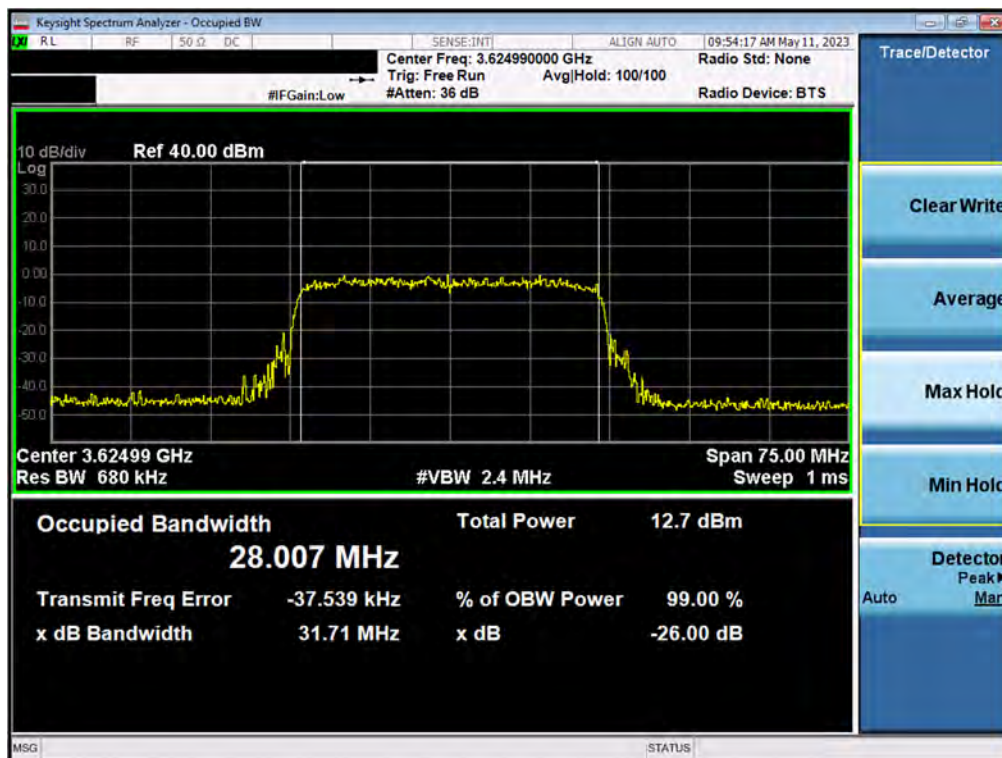 Keysight Spectrum Analyzer - Occupied BW
LXI RL RF 50 Ω DC SENSE:INT ALIGN AUTO 09:54:17 AM May 11, 2023
Center Freq: 3.624990000 GHz Radio Std: None
Trig: Free Run Avg|Hold: 100/100
#IFGain:Low #Atten: 36 dB Radio Device: BTS
10 dB/div Ref 40.00 dBm
Log
30.0
20.0
10.0
0.00
-10.0
-20.0
-30.0
-40.0
-50.0
Center 3.62499 GHz Span 75.00 MHz
Res BW 680 kHz #VBW 2.4 MHz Sweep 1 ms
Occupied Bandwidth Total Power 12.7 dBm
28.007 MHz
Transmit Freq Error -37.539 kHz % of OBW Power 99.00 %
x dB Bandwidth 31.71 MHz x dB -26.00 dB
MSG STATUS
Trace/Detector
Clear Write
Average
Max Hold
Min Hold
Detector
Peak
Auto Man